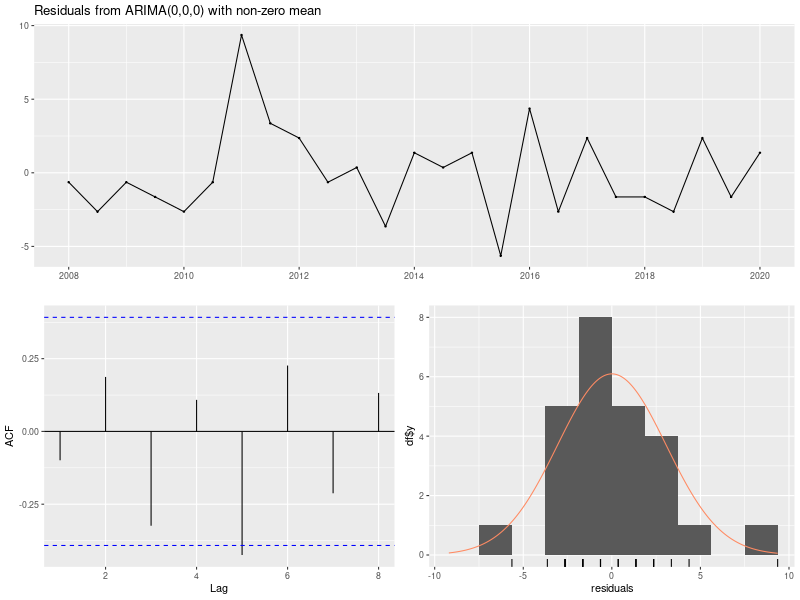 Residuals from ARIMA(0,0,0) with non-zero mean
10
5
0
-5
2008 2010 2012 2014 2016 2018 2020
ACF
0.25
0.00
-0.25
2 4 6 8
Lag
df$y
8
6
4
2
0
-10 -5 0 5 10
residuals